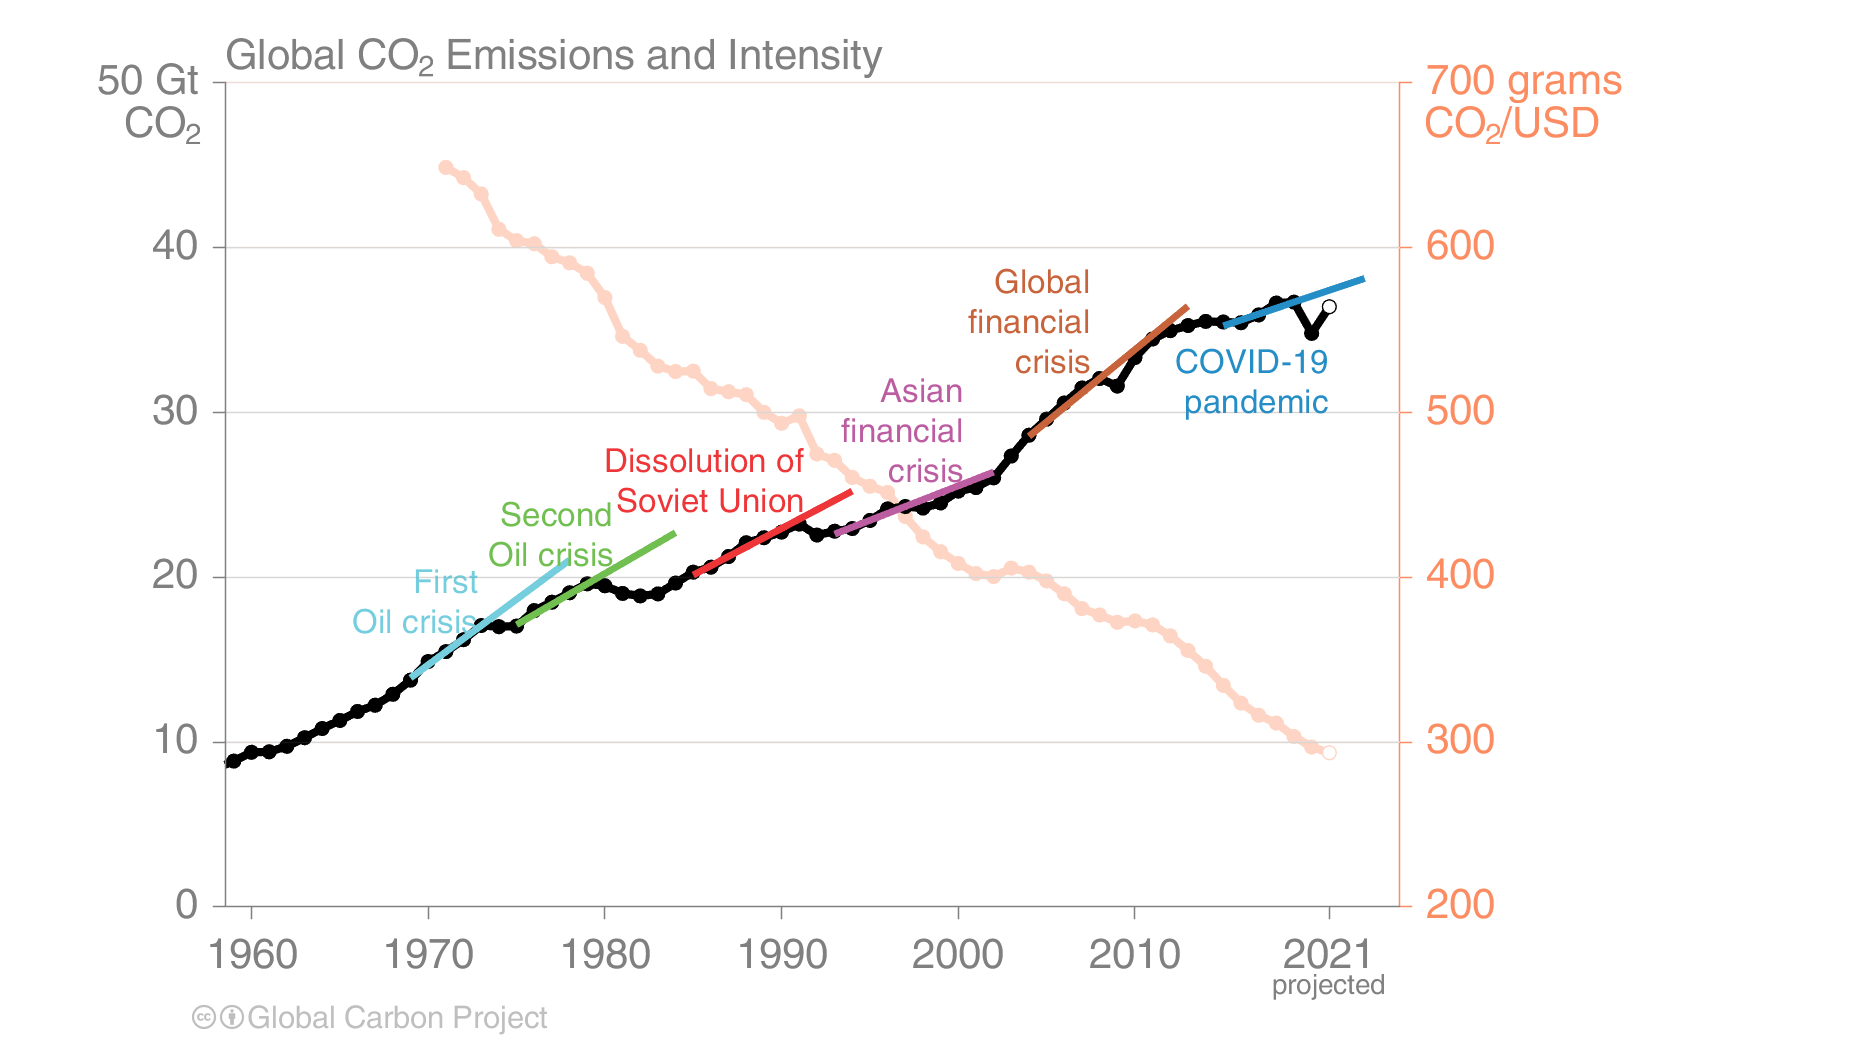 Global CO₂ Emissions and Intensity
50 Gt
CO₂
40
30
20
10
0
700 grams
CO₂/USD
600
500
400
300
200
Global
financial
crisis
COVID-19
pandemic
Asian
financial
crisis
Dissolution of
Soviet Union
Second
Oil crisis
First
Oil crisis
1960 1970 1980 1990 2000 2010 2021
projected
cc Global Carbon Project